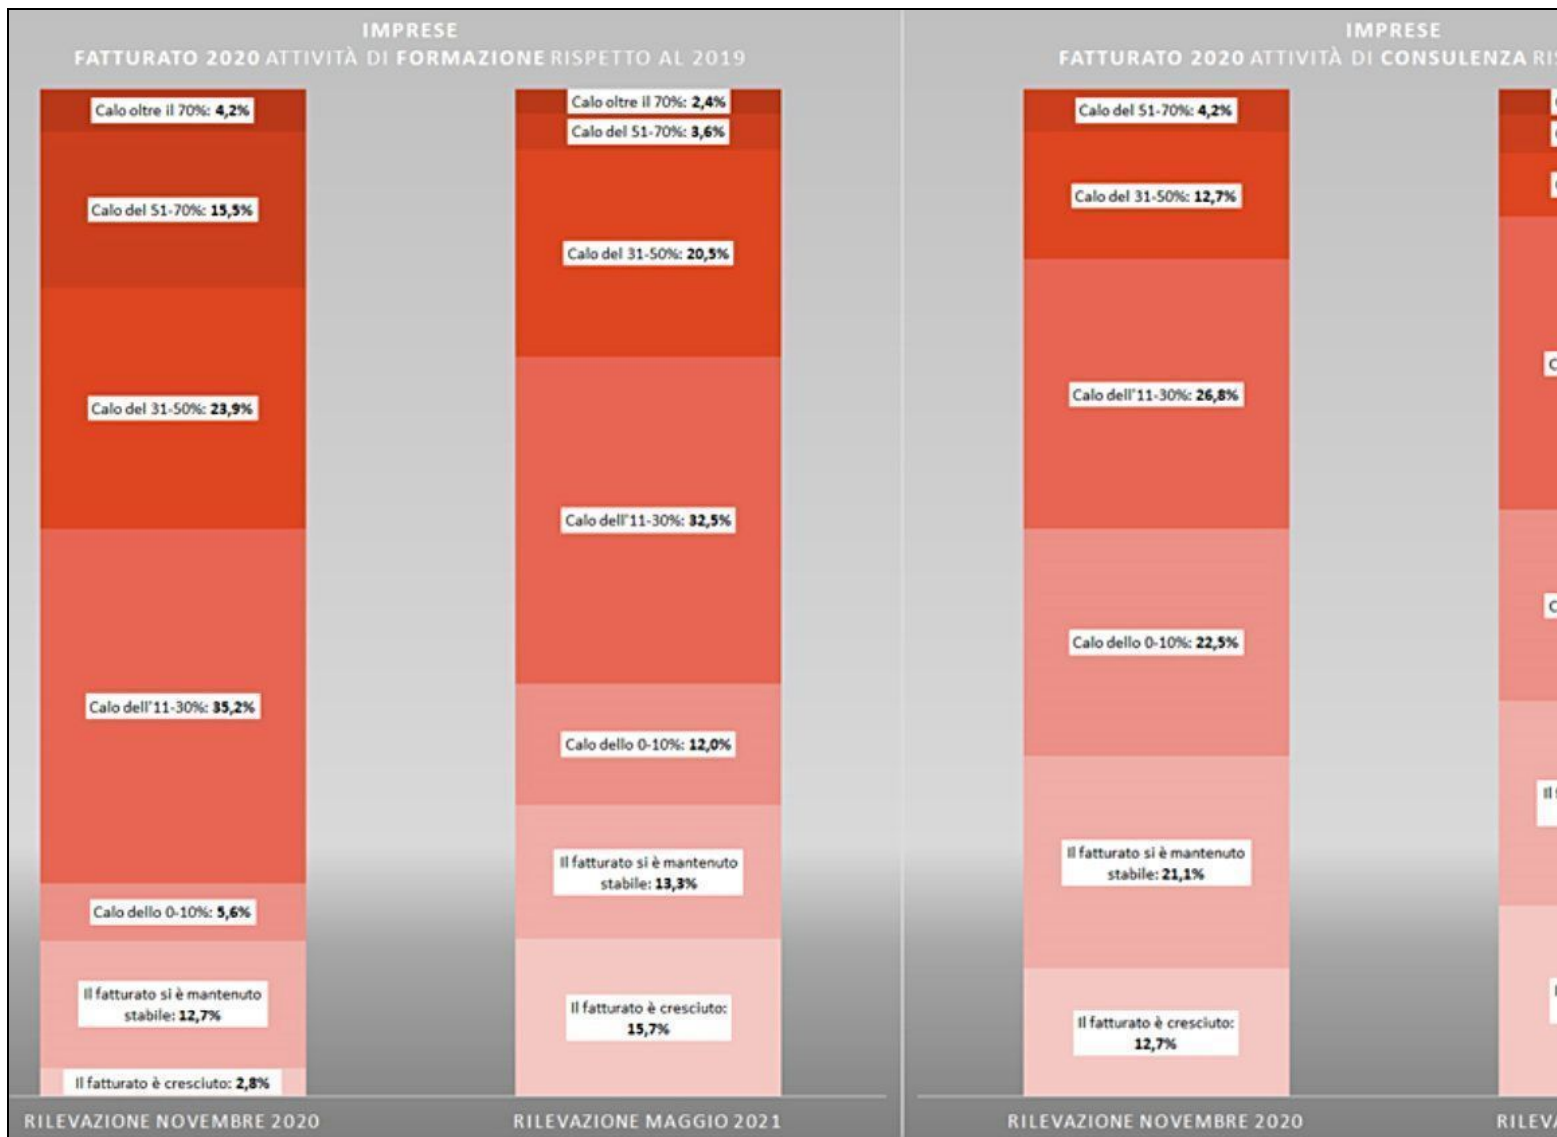 IMPRESE
FATTURATO 2020 ATTIVITÀ DI FORMAZIONE RISPETTO AL 2019
Calo oltre il 70%: 4,2%
Calo del 51-70%: 15,5%
Calo del 31-50%: 23,9%
Calo dell'11-30%: 35,2%
Calo dello 0-10%: 5,6%
Il fatturato si è mantenuto
stabile: 12,7%
Il fatturato è cresciuto: 2,8%
RILEVAZIONE NOVEMBRE 2020
Calo oltre il 70%: 2,4%
Calo del 51-70%: 3,6%
Calo del 31-50%: 20,5%
Calo dell'11-30%: 32,5%
Calo dello 0-10%: 12,0%
Il fatturato si è mantenuto
stabile: 13,3%
Il fatturato è cresciuto:
15,7%
RILEVAZIONE MAGGIO 2021
IMPRESE
FATTURATO 2020 ATTIVITÀ DI CONSULENZA
Calo del 51-70%: 4,2%
Calo del 31-50%: 12,7%
Calo dell'11-30%: 26,8%
Calo dello 0-10%: 22,5%
Il fatturato si è mantenuto
stabile: 21,1%
Il fatturato è cresciuto:
12,7%
RILEVAZIONE NOVEMBRE 2020
Il